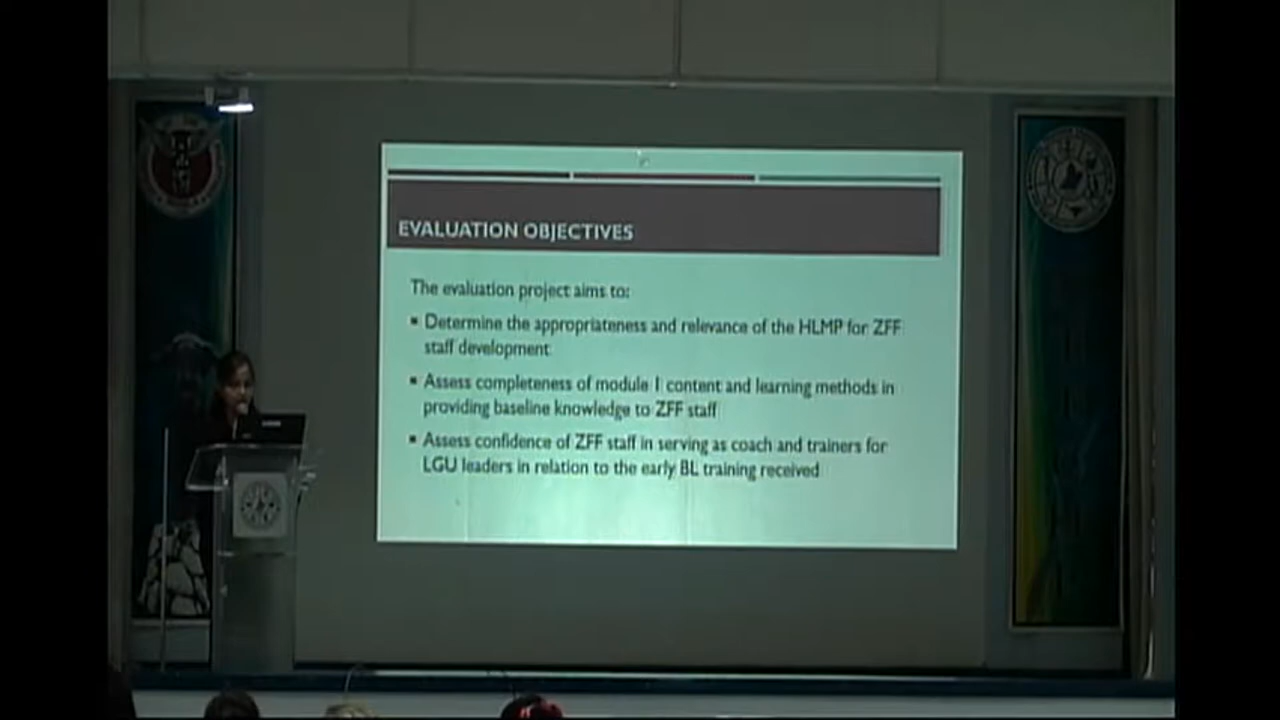 EVALUATION OBJECTIVES
The evaluation project aims to:
▪ Determine the appropriateness and relevance of the HLMP for ZFF
staff development
▪ Assess completeness of module I content and learning methods in
providing baseline knowledge to ZFF staff
▪ Assess confidence of ZFF staff in serving as coach and trainers for
LGU leaders in relation to the early BL training received